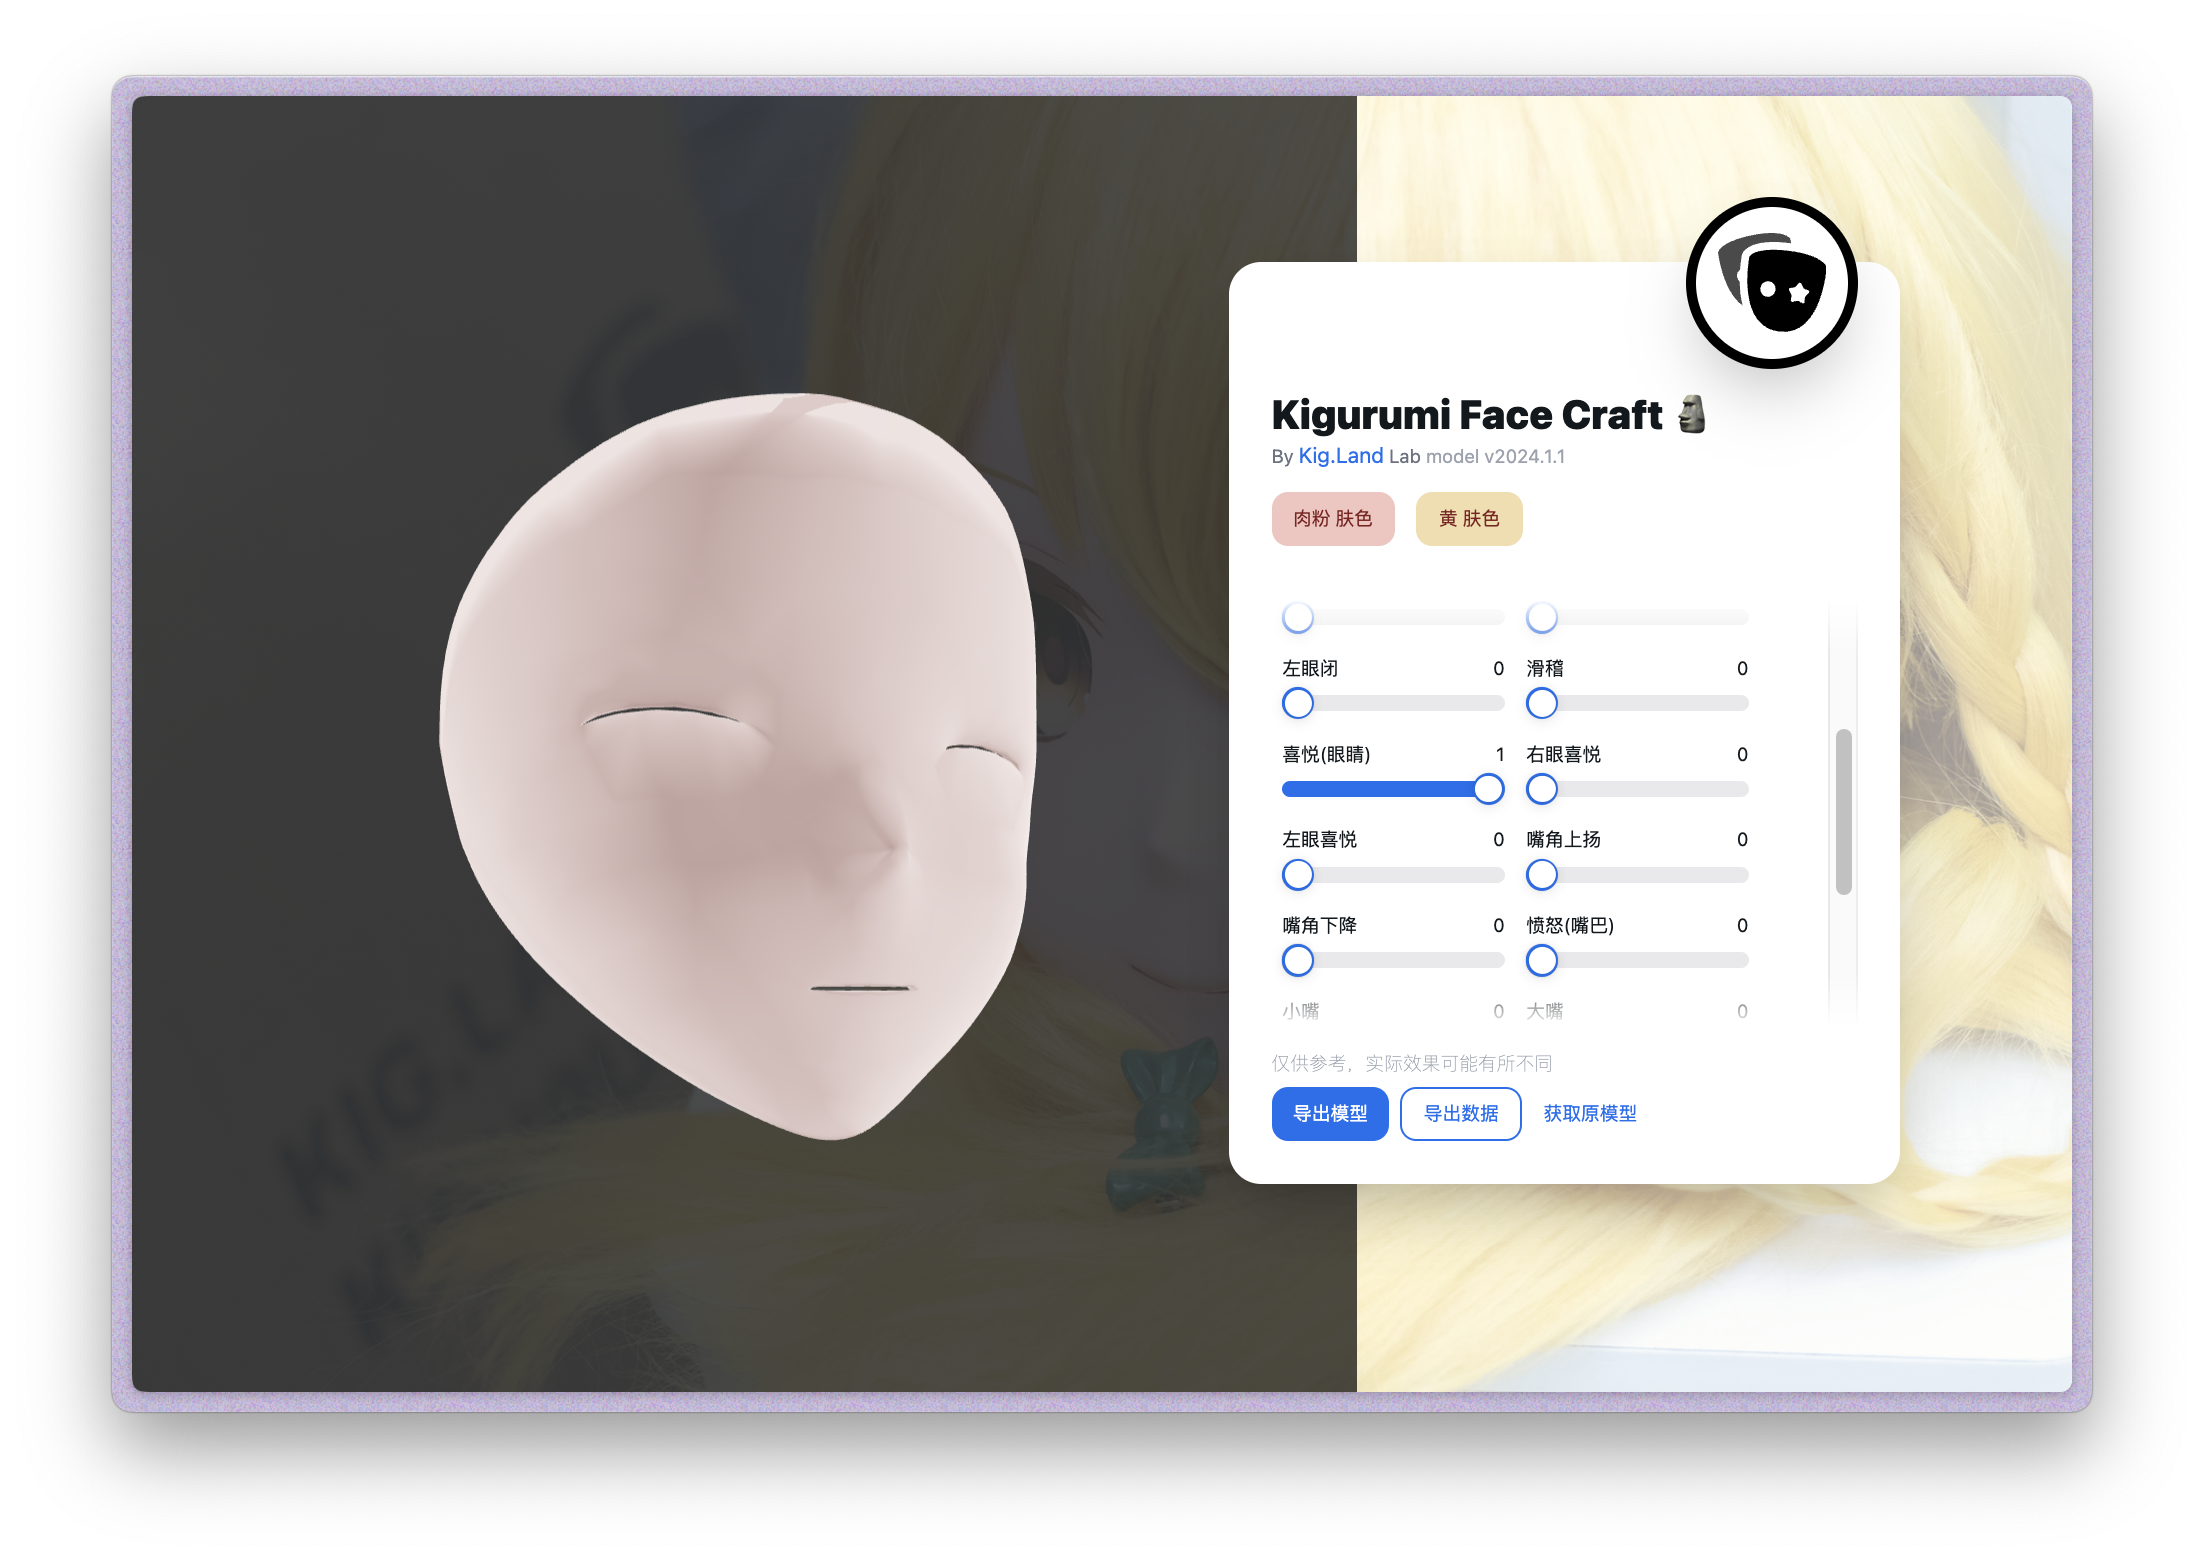 Kigurumi Face Craft 🗿
By Kig.Land Lab model v2024.1.1
肉粉 肤色 黄 肤色
左眼闭 0 滑稽 0
喜悦(眼睛) 1 右眼喜悦 0
左眼喜悦 0 嘴角上扬 0
嘴角下降 0 愤怒(嘴巴) 0
小嘴 0 大嘴 0
仅供参考，实际效果可能有所不同
导出模型 导出数据 获取原模型